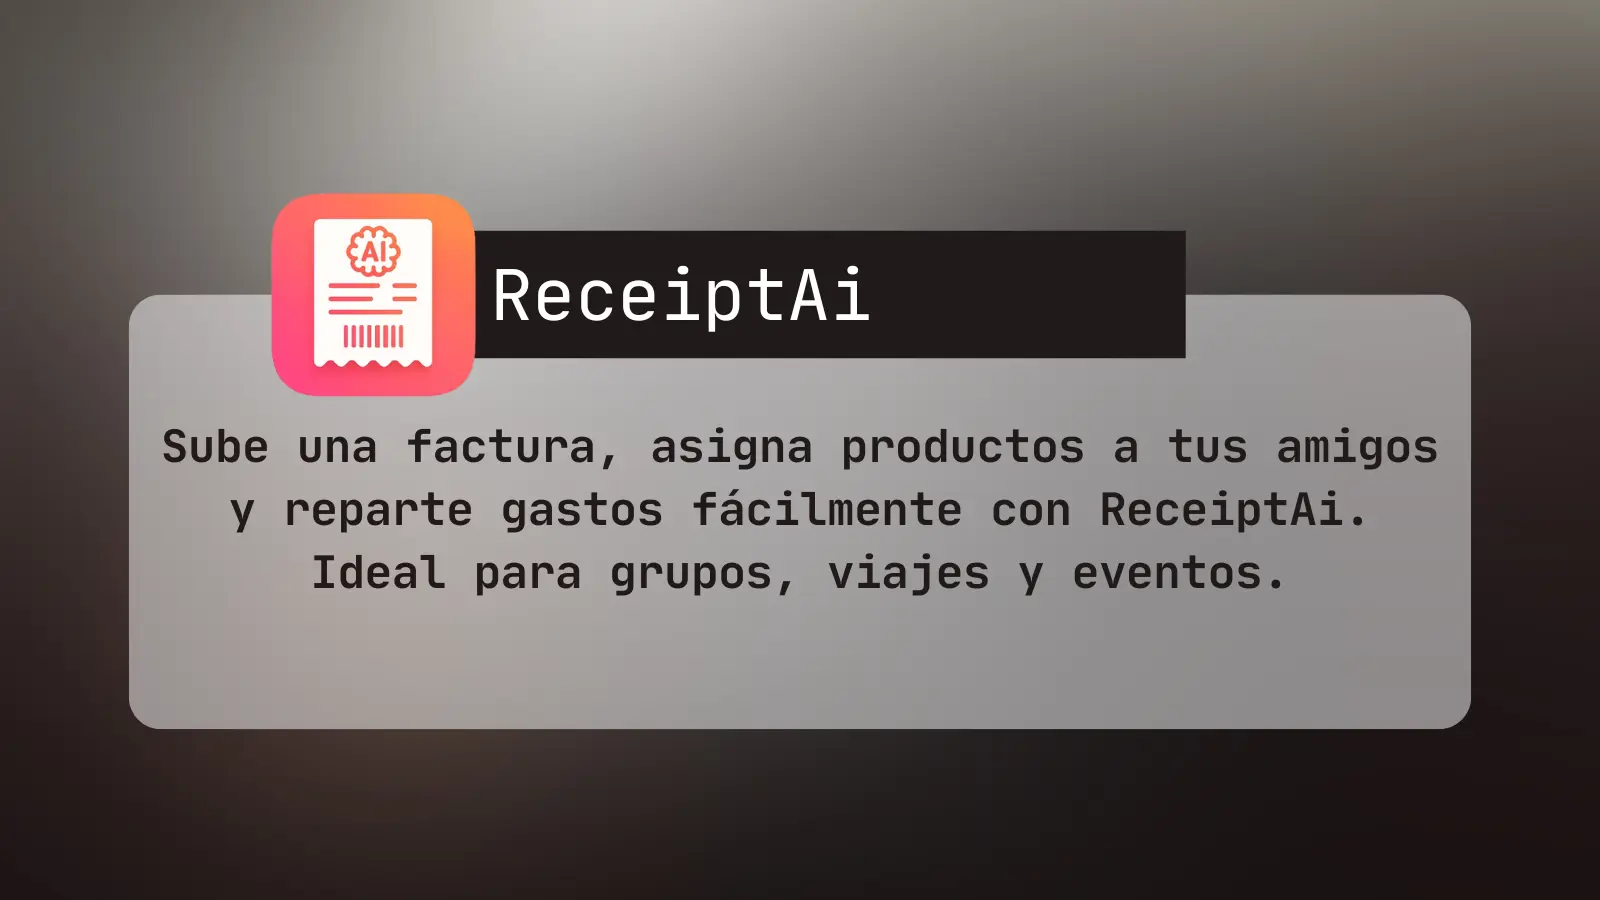 AI
ReceiptAi
Sube una factura, asigna productos a tus amigos
y reparte gastos fácilmente con ReceiptAi.
Ideal para grupos, viajes y eventos.